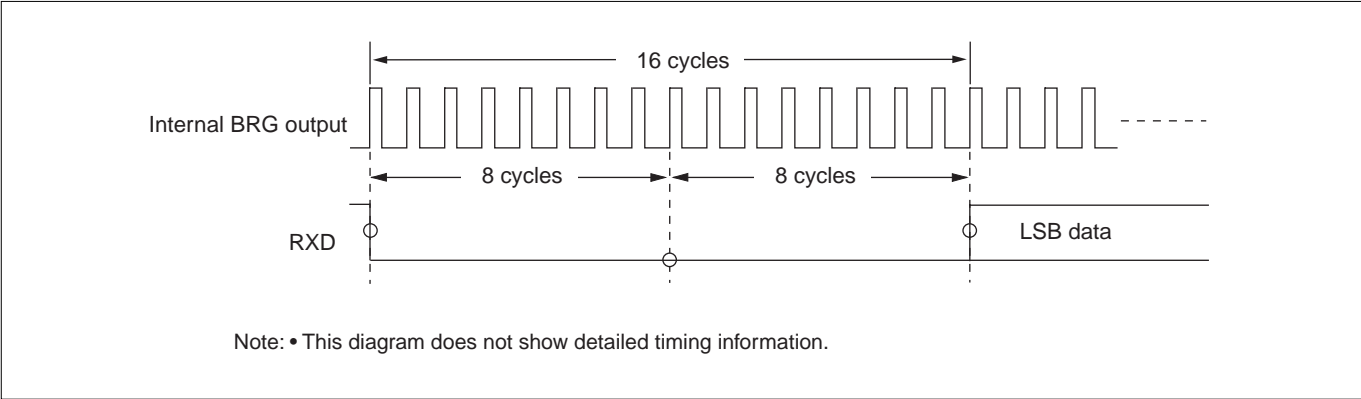 16 cycles
Internal BRG output
8 cycles 8 cycles
RXD LSB data
Note: • This diagram does not show detailed timing information.